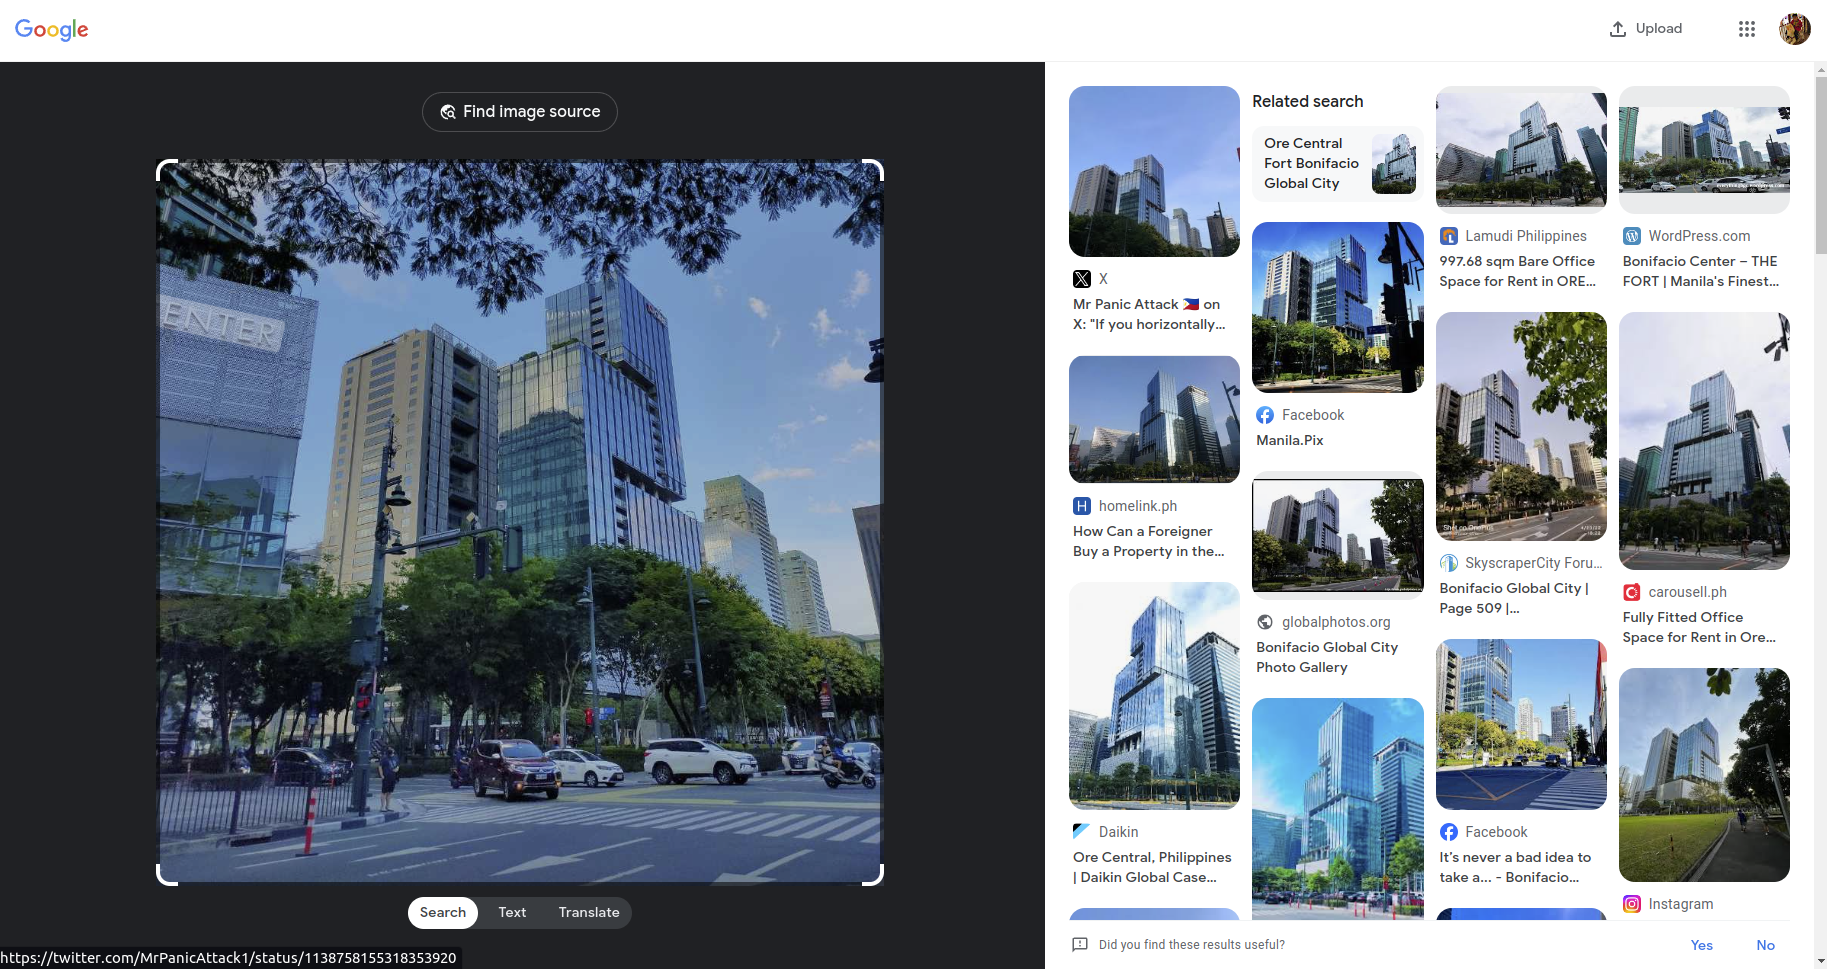 Google
Upload
Find image source
ENTER
Search
Text
Translate
X
Mr Panic Attack 🇵🇭 on
X: "If you horizontally...
homelink.ph
How Can a Foreigner
Buy a Property in the...
Daikin
Ore Central, Philippines
| Daikin Global Case...
Related search
Ore Central
Fort Bonifacio
Global City
Facebook
Manila.Pix
globalphotos.org
Bonifacio Global City
Photo Gallery
Lamudi Philippines
997.68 sqm Bare Office
Space for Rent in ORE...
Shot on OnePlus
SkyscraperCity Foru...
Bonifacio Global City |
Page 509 |...
Facebook
It's never a bad idea to
take a... - Bonifacio...
WordPress.com
Bonifacio Center – THE
FORT | Manila's Finest...
carousell.ph
Fully Fitted Office
Space for Rent in Ore...
Instagram
Did you find these results useful?
Yes
No
https://twitter.com/MrPanicAttack1/status/1138758155318353920